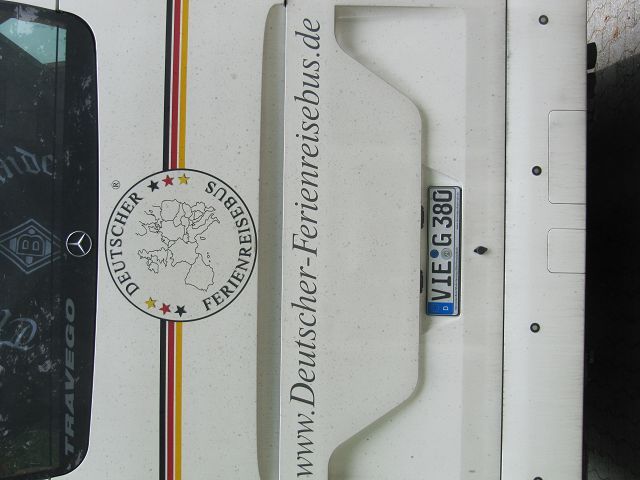 TRAVEGO
B
DEUTSCHER
FERIENREISEBUS
®
www.Deutscher-Ferienreisebus.de
D
VIE G 380